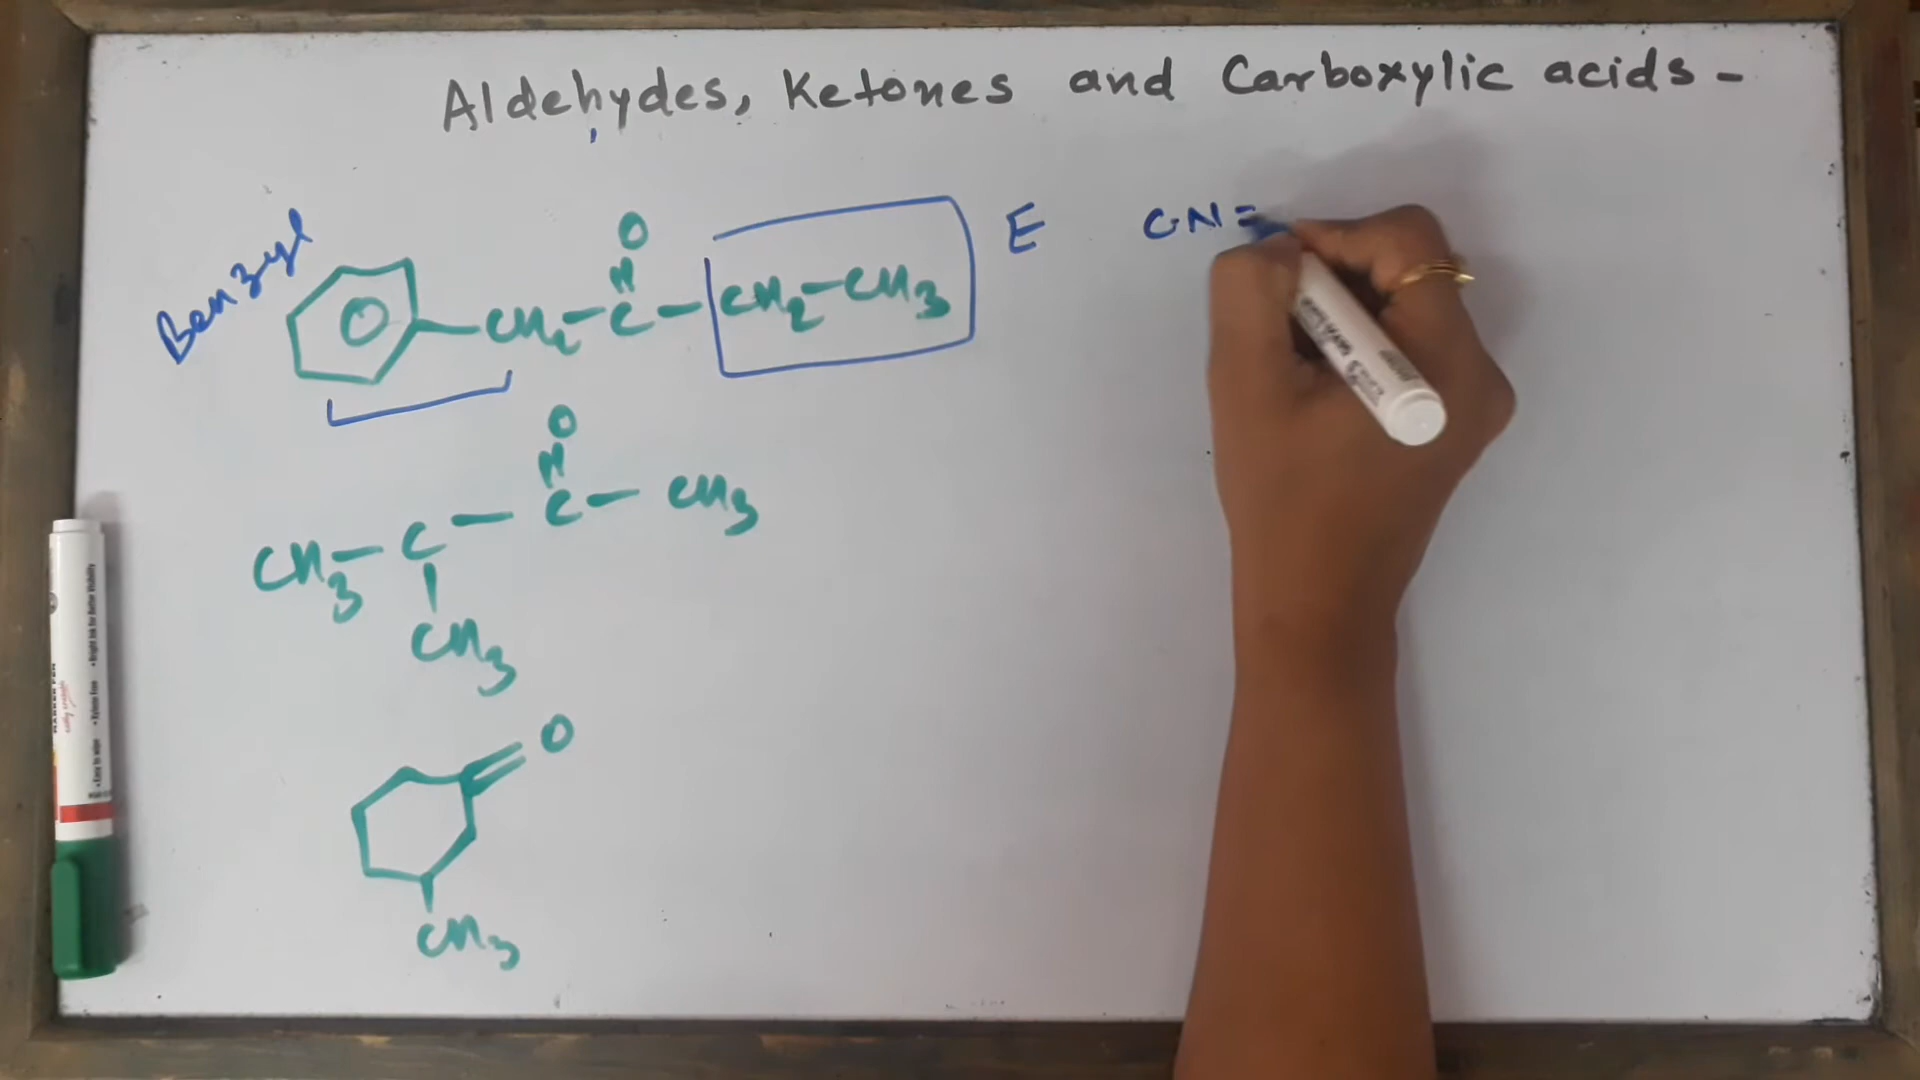 Aldehydes, Ketones and Carboxylic acids -
Benzyl
O
CH2 - C - CH2 - CH3 E CN =
O
CH3 - C - C - CH3
CH3
O
CH3